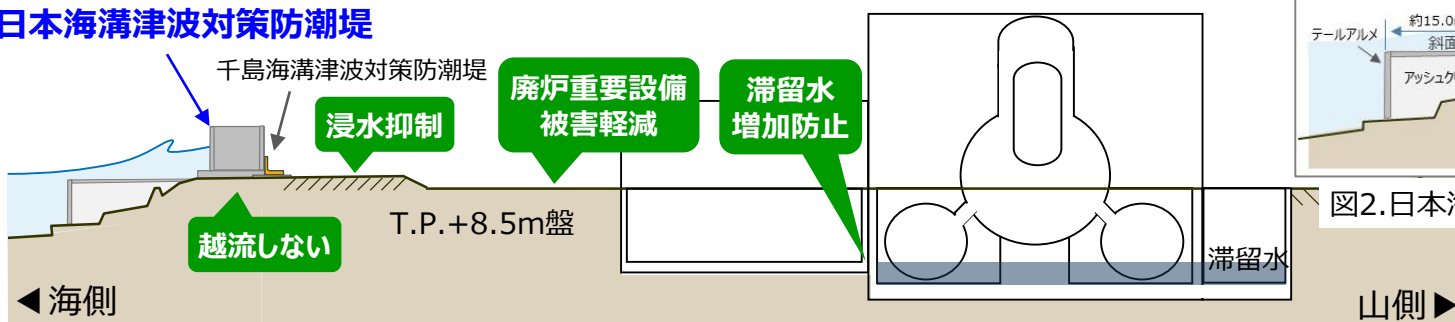 日本海溝津波対策防潮堤
千島海溝津波対策防潮堤
浸水抑制
廃炉重要設備
被害軽減
滞留水
増加防止
越流しない
T.P.+8.5m盤
滞留水
◀海側
山側▶
約15.0
テールアルメ
斜面
アッシュク
図2.日本